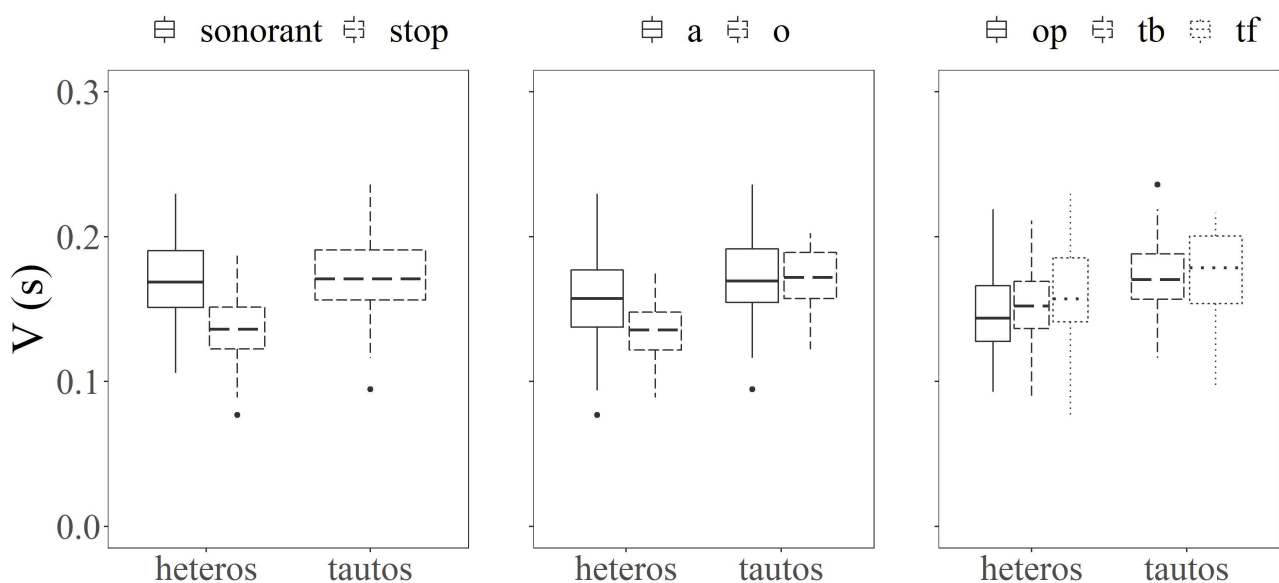 sonorant stop
a o
op tb tf
V (s)
0.3
0.2
0.1
0.0
heteros tautos
heteros tautos
heteros tautos